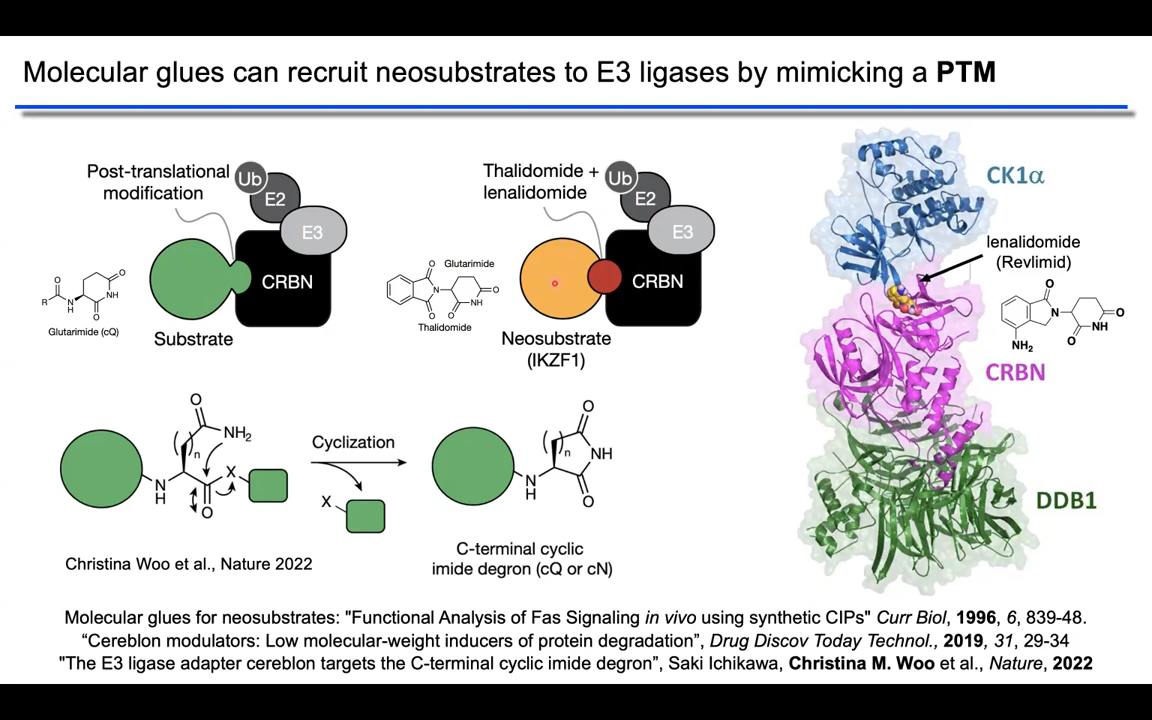 Molecular glues can recruit neosubstrates to E3 ligases by mimicking a PTM
Post-translational
modification
Ub
E2
E3
CRBN
Substrate
O
O
R
N
H
NH
O
Glutarimide (cQ)
Thalidomide +
lenalidomide
Ub
E2
E3
CRBN
Neosubstrate
(IKZF1)
O
Glutarimide
N
O
NH
O
O
Thalidomide
CK1α
lenalidomide
(Revlimid)
O
N
O
NH
O
NH2
CRBN
DDB1
O
NH2
( )n
N
H
X
O
Cyclization
X
O
( )n
NH
N
H
O
Christina Woo et al., Nature 2022
C-terminal cyclic
imide degron (cQ or cN)
Molecular glues for neosubstrates: "Functional Analysis of Fas Signaling in vivo using synthetic CIPs" Curr Biol, 1996, 6, 839-48.
“Cereblon modulators: Low molecular-weight inducers of protein degradation”, Drug Discov Today Technol., 2019, 31, 29-34
"The E3 ligase adapter cereblon targets the C-terminal cyclic imide degron”, Saki Ichikawa, Christina M. Woo et al., Nature, 2022